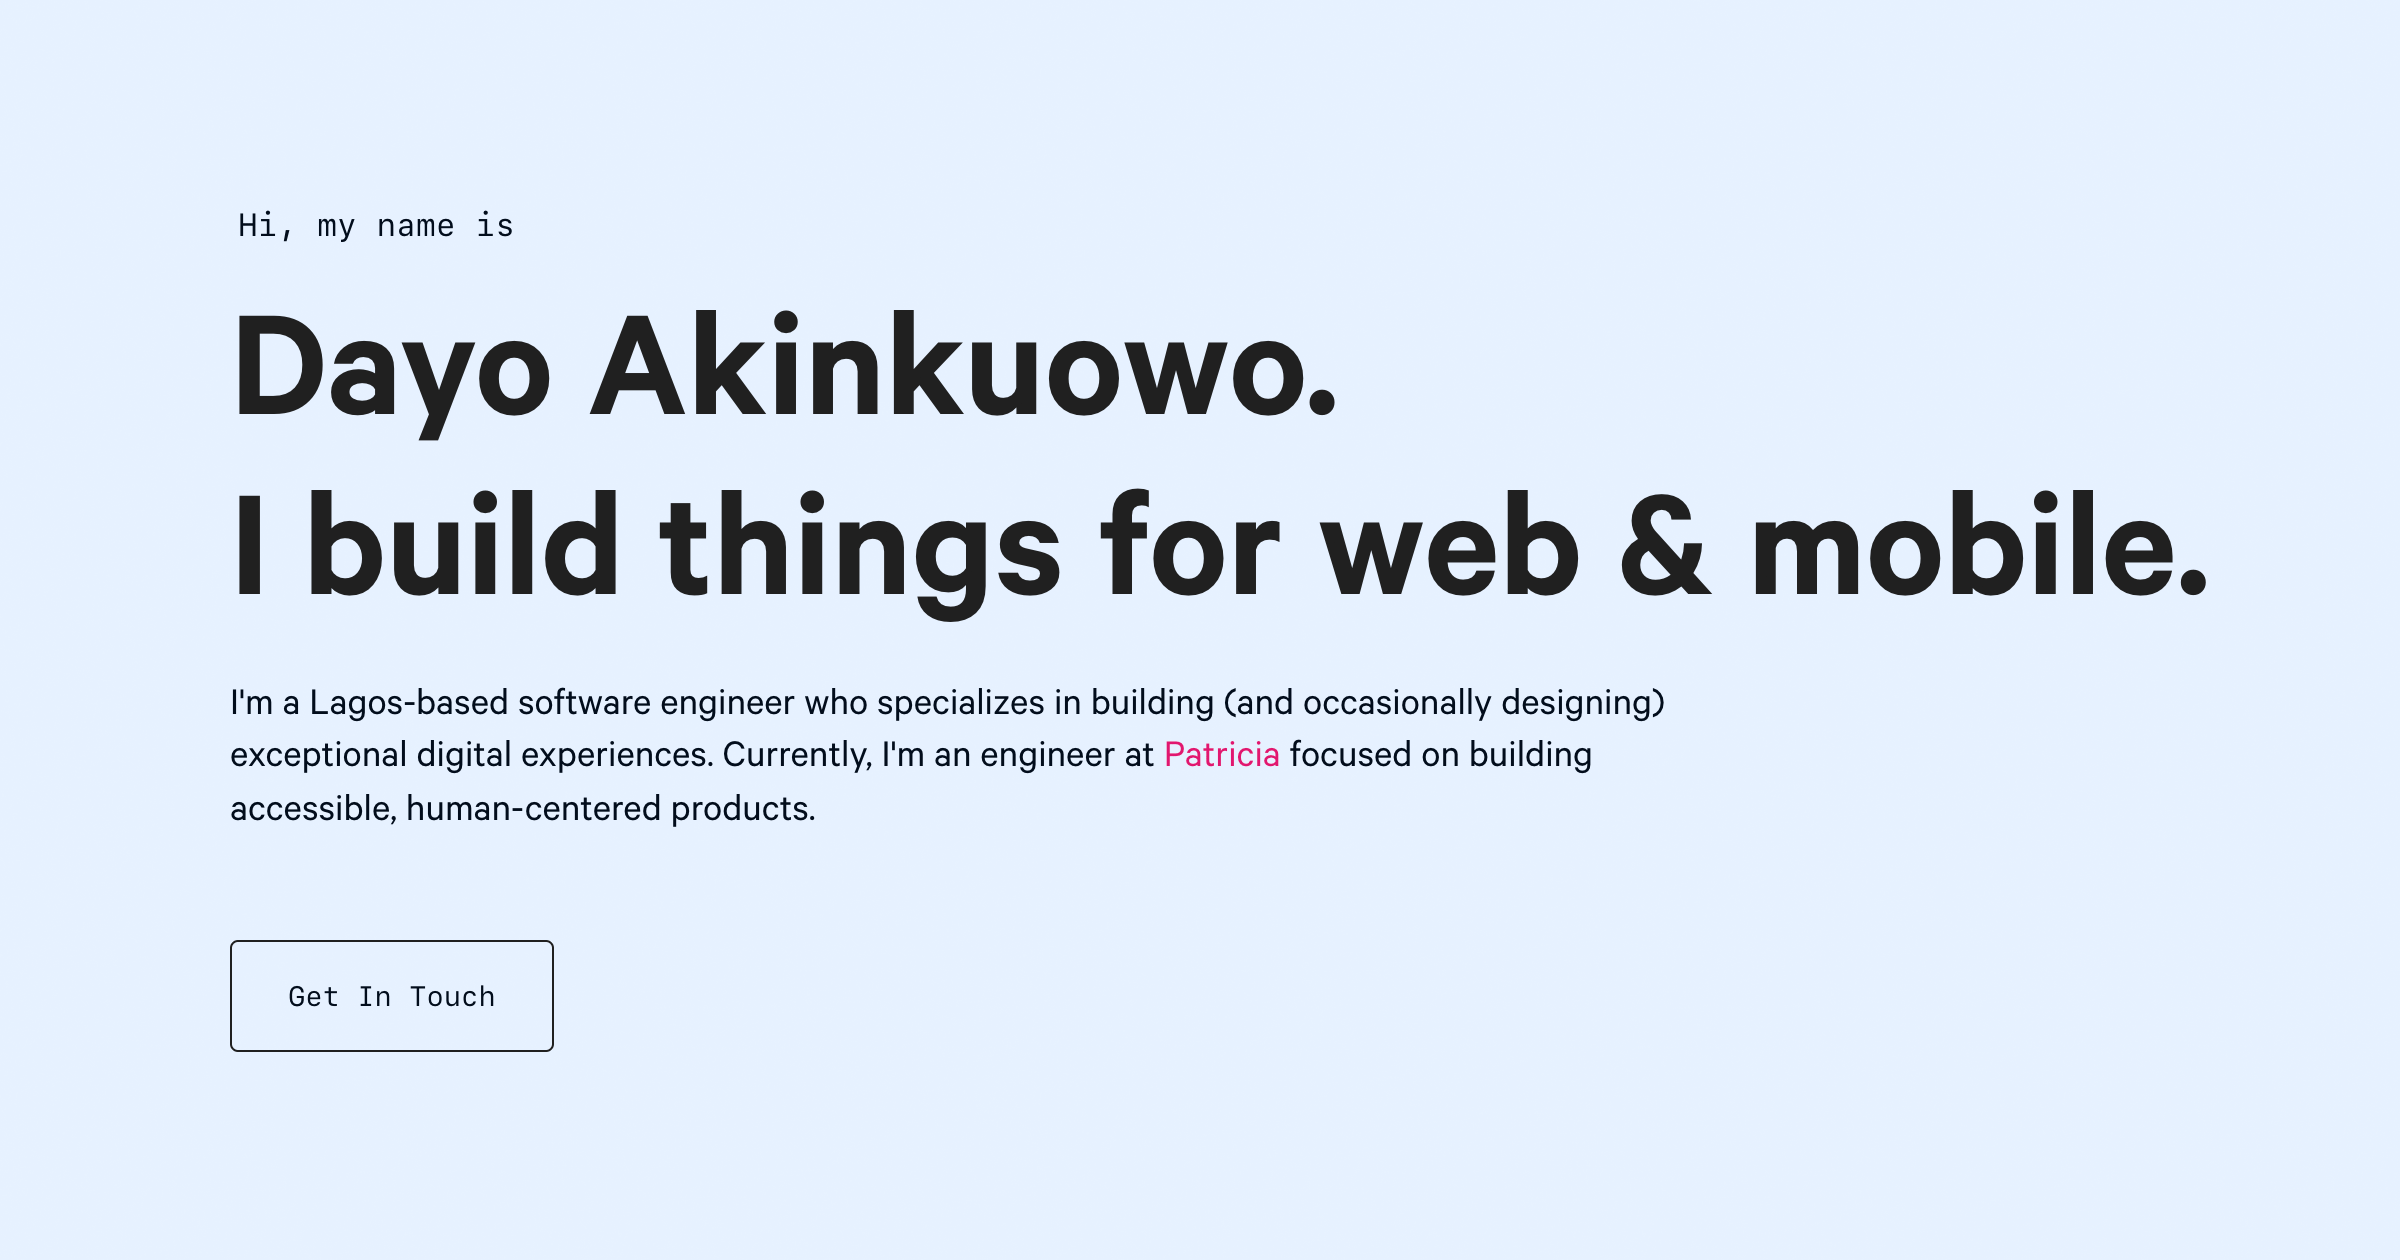 Hi, my name is
Dayo Akinkuowo.
I build things for web & mobile.
I'm a Lagos-based software engineer who specializes in building (and occasionally designing)
exceptional digital experiences. Currently, I'm an engineer at Patricia focused on building
accessible, human-centered products.
Get In Touch